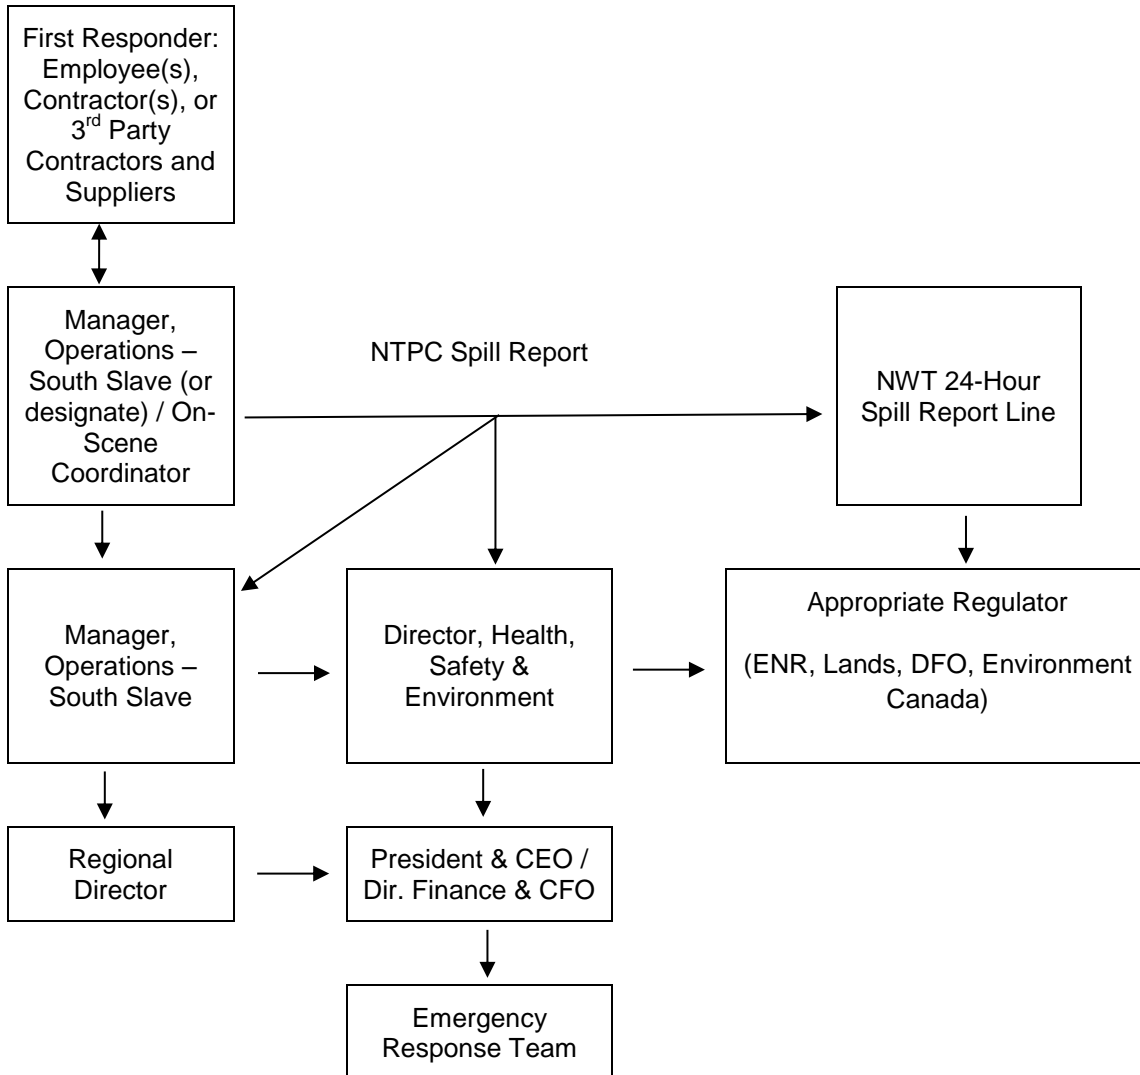 First Responder:
Employee(s),
Contractor(s), or
3rd Party
Contractors and
Suppliers
Manager,
Operations –
South Slave (or
designate) / On-
Scene
Coordinator
NTPC Spill Report
NWT 24-Hour
Spill Report Line
Manager,
Operations –
South Slave
Director, Health,
Safety &
Environment
Appropriate Regulator
(ENR, Lands, DFO, Environment
Canada)
Regional
Director
President & CEO /
Dir. Finance & CFO
Emergency
Response Team